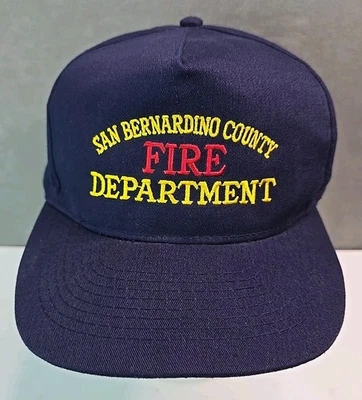 SAN BERNARDINO COUNTY
FIRE
DEPARTMENT